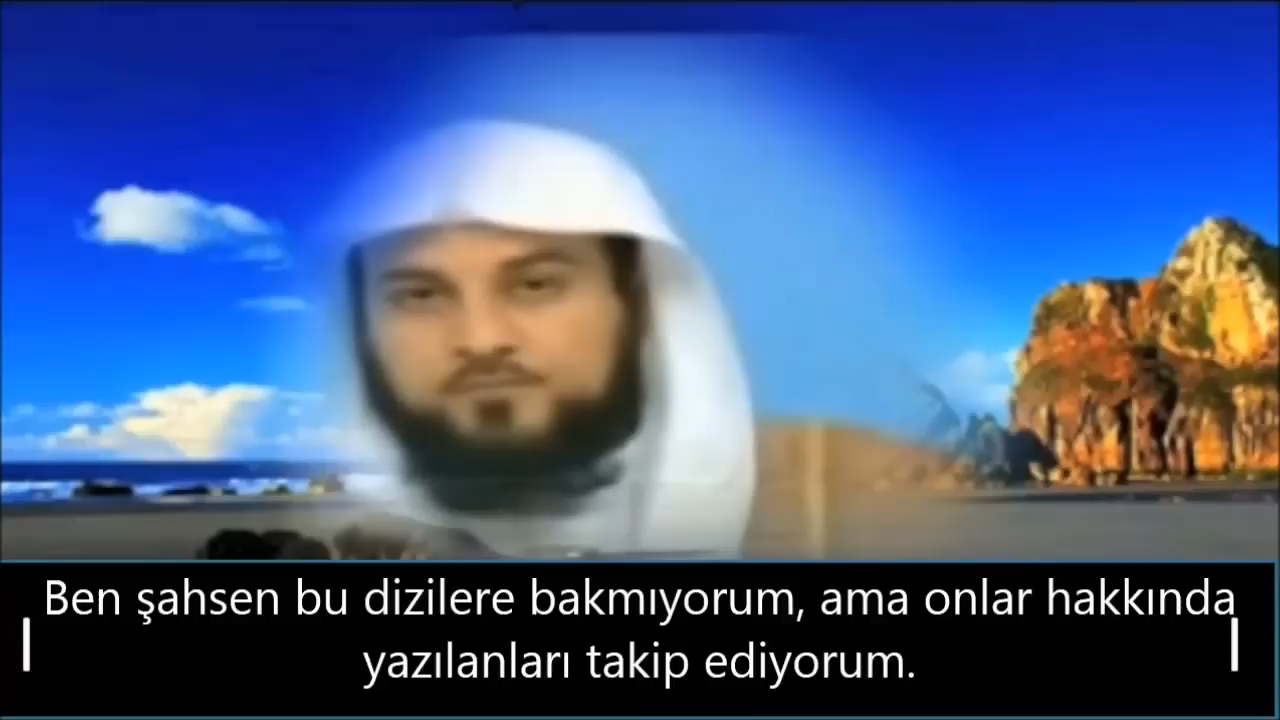 Ben şahsen bu dizilere bakmıyorum, ama onlar hakkında
yazılanları takip ediyorum.